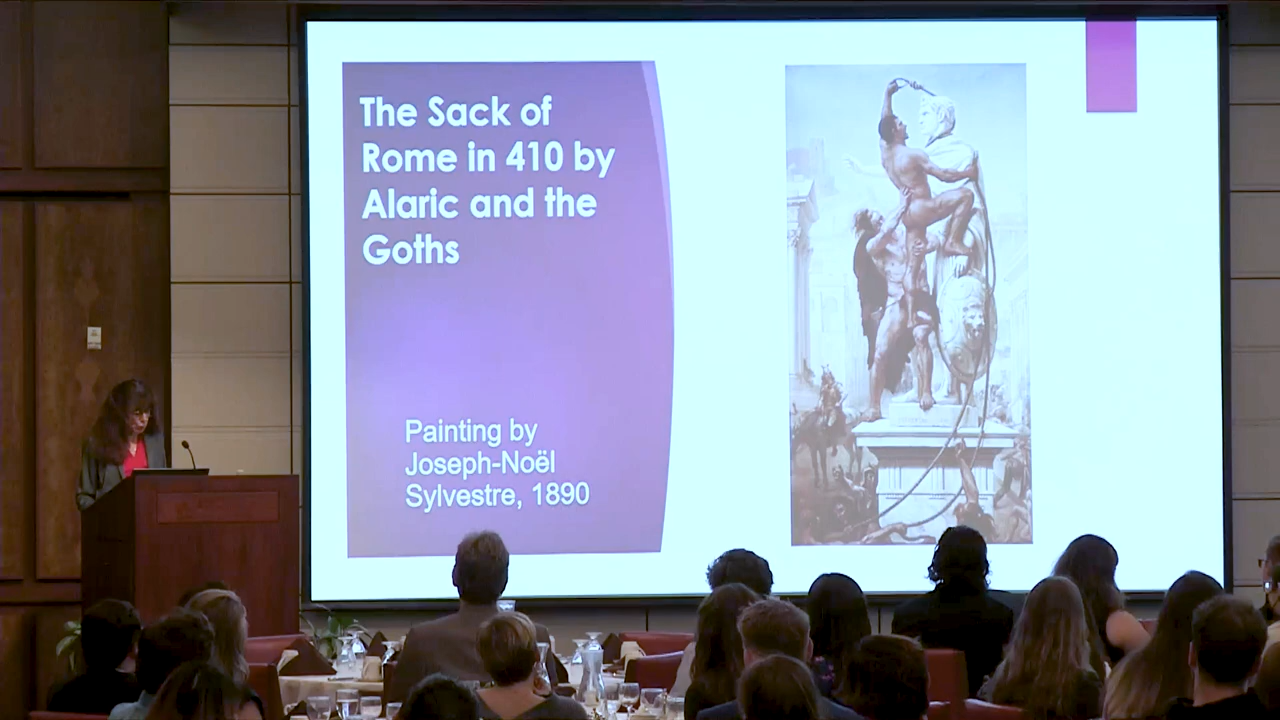 The Sack of
Rome in 410 by
Alaric and the
Goths
Painting by
Joseph-Noël
Sylvestre, 1890